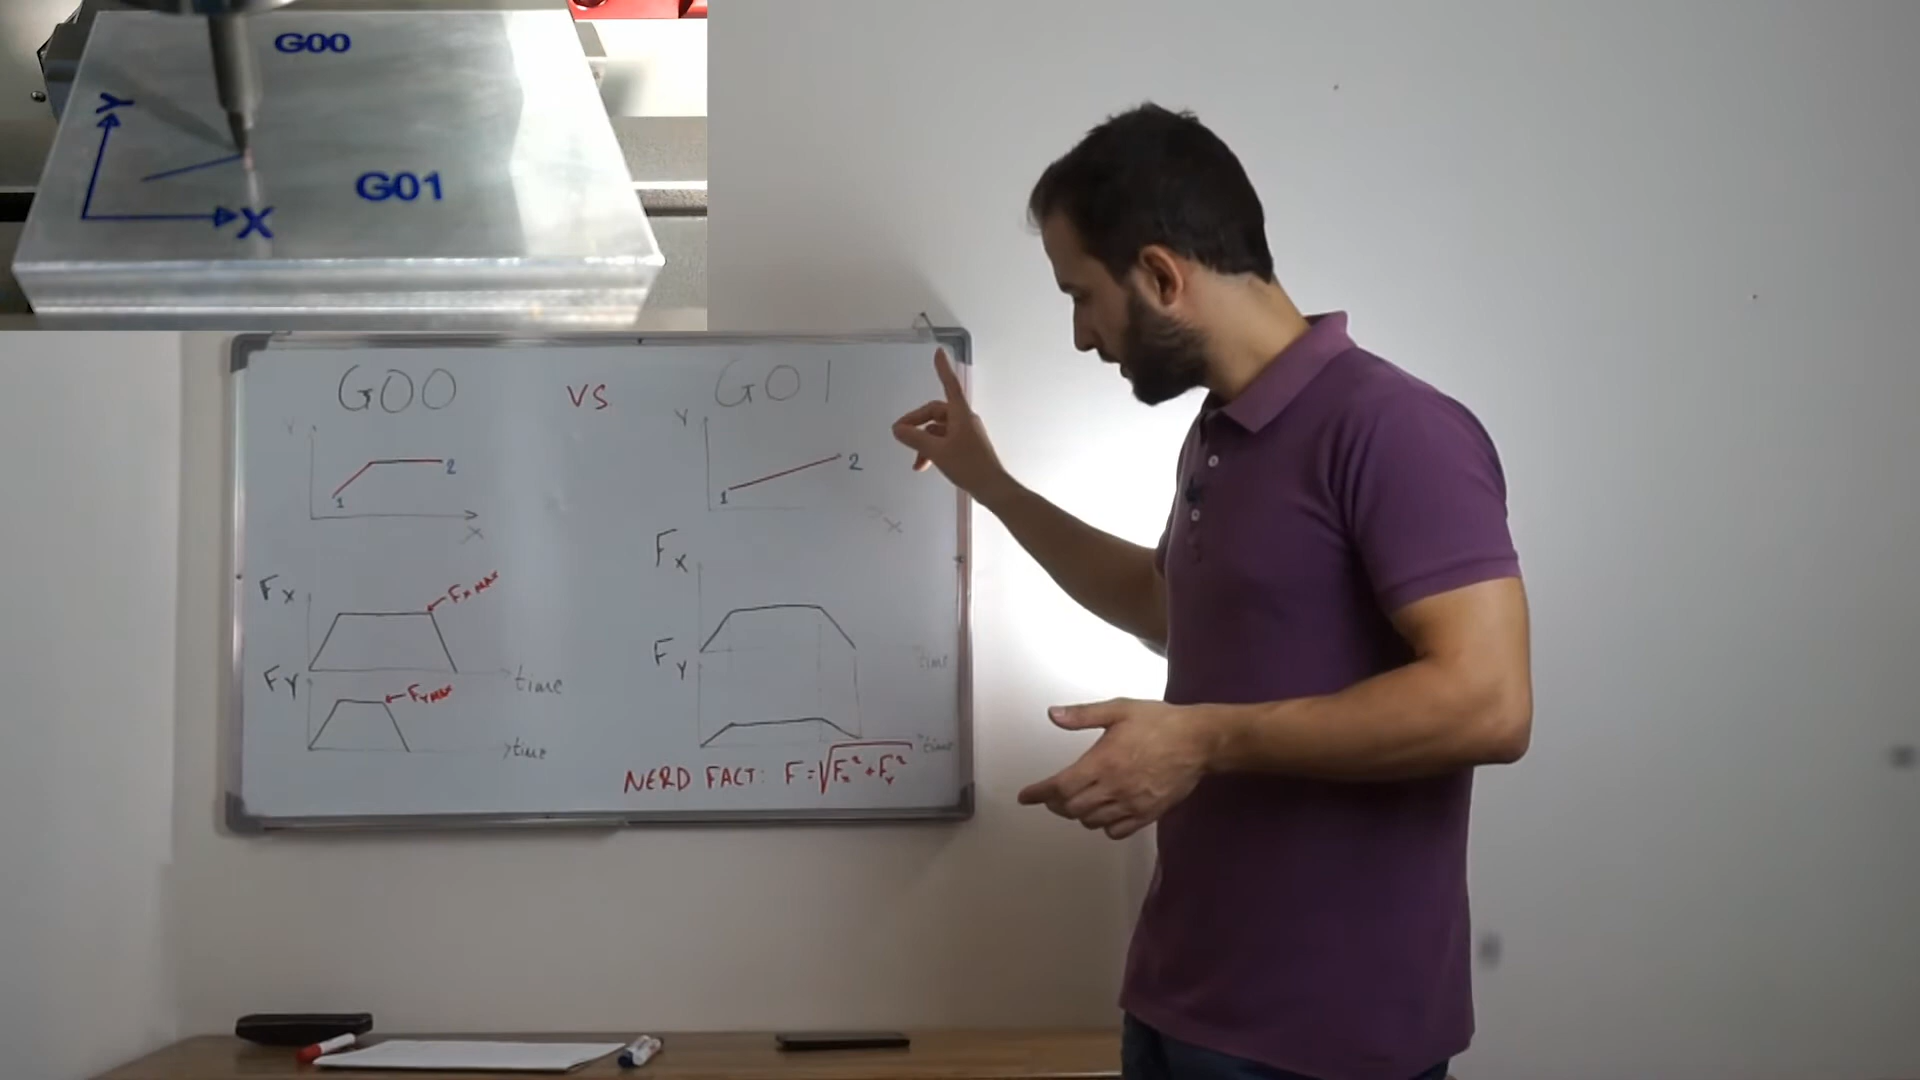 G00
Y
G01
X
G00 vs. G01
Y
1
2
X
Y
1
2
X
Fx
Fx MAX
time
Fy
Fy MAX
time
Fx
time
Fy
time
NERD FACT: F=√Fx²+Fy²